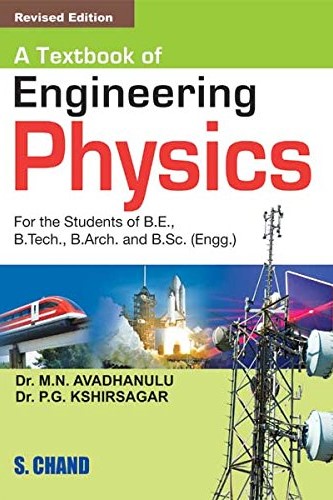 Revised Edition
A Textbook of
Engineering
Physics
For the Students of B.E.,
B.Tech., B.Arch. and B.Sc. (Engg.)
Dr. M.N. AVADHANULU
Dr. P.G. KSHIRSAGAR
S. CHAND